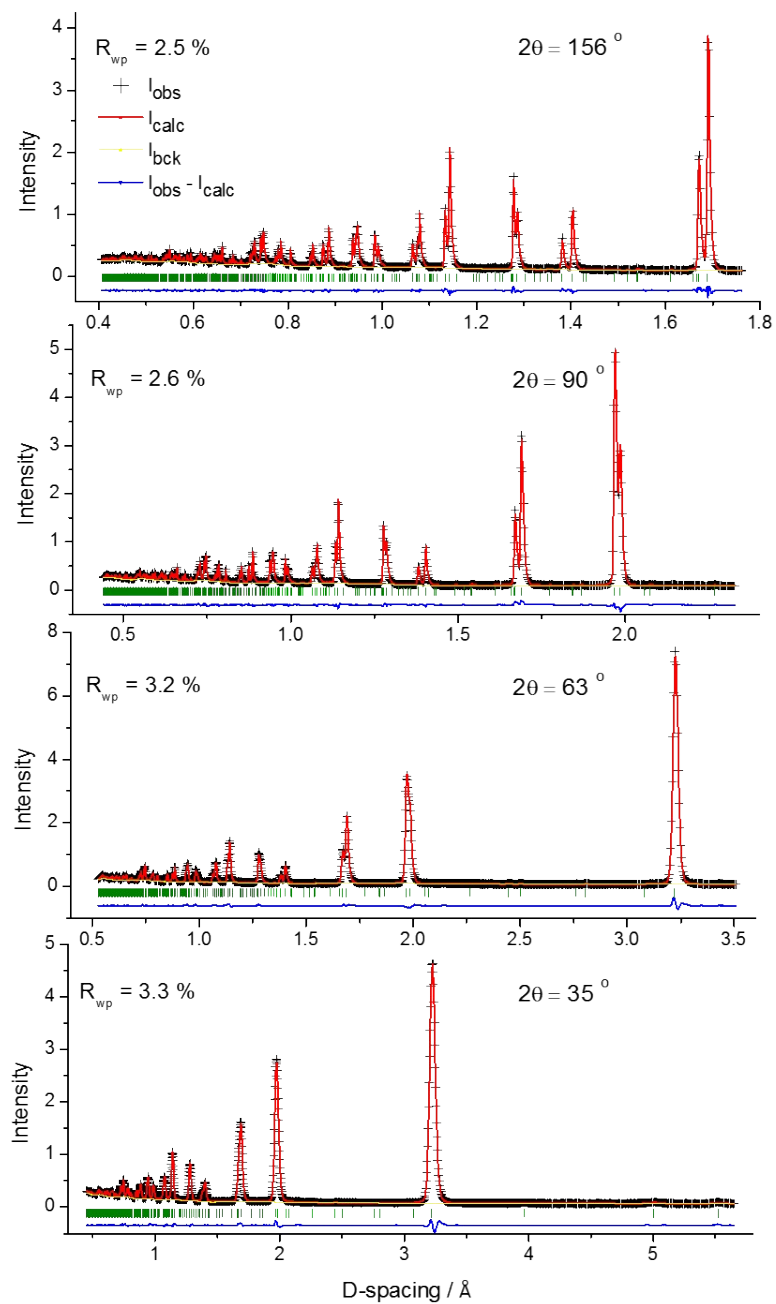 R_wp = 2.5 %
2θ = 156 °
I_obs
I_calc
I_bck
I_obs - I_calc
Intensity
4
3
2
1
0
0.4 0.6 0.8 1.0 1.2 1.4 1.6 1.8
R_wp = 2.6 %
2θ = 90 °
Intensity
5
4
3
2
1
0
0.5 1.0 1.5 2.0
R_wp = 3.2 %
2θ = 63 °
Intensity
8
6
4
2
0
0.5 1.0 1.5 2.0 2.5 3.0 3.5
R_wp = 3.3 %
2θ = 35 °
Intensity
5
4
3
2
1
0
1 2 3 4 5
D-spacing / Å